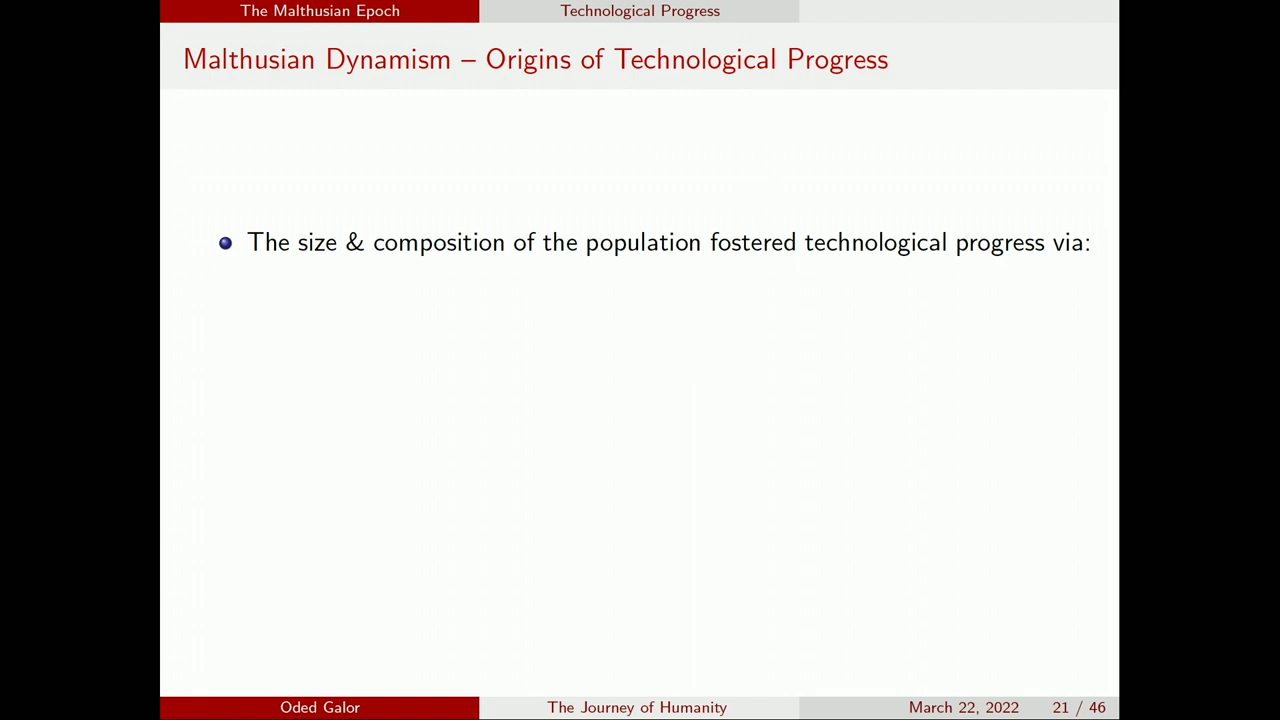 The Malthusian Epoch Technological Progress
Malthusian Dynamism – Origins of Technological Progress
The size & composition of the population fostered technological progress via:
Oded Galor The Journey of Humanity March 22, 2022 21 / 46